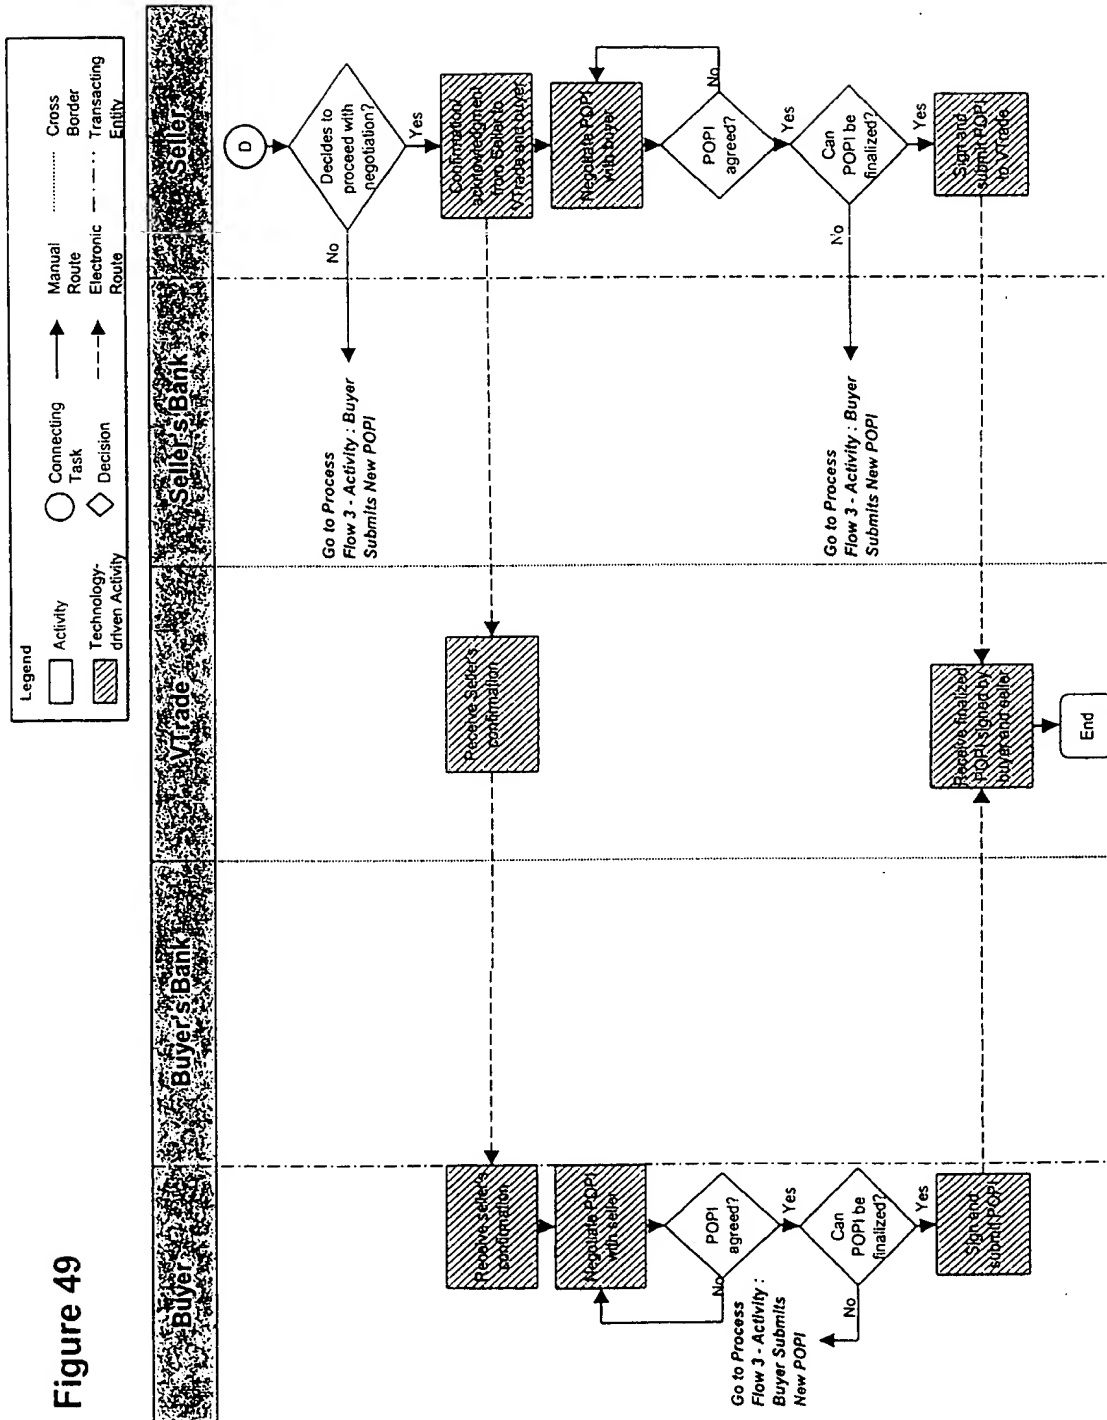 Figure 49
Legend
Activity
Technology-
driven Activity
Connecting
Task
Decision
Manual
Route
Electronic
Route
Cross
Border
Transacting
Entity
Buyer
Buyer's Bank
VTrade
Seller's Bank
Seller
D
Decides to
proceed with
negotiation?
No
Yes
Go to Process
Flow 3 - Activity : Buyer
Submits New POPI
Confirmation/
acknowledgment
from Seller to
VTrade and buyer
Receive Seller's
confirmation
Receive seller's
confirmation
Negotiate POPI
with buyer
Negotiate POPI
with seller
POPI
agreed?
No
Yes
POPI
agreed?
No
Yes
Can
POPI be
finalized?
No
Yes
Go to Process
Flow 3 - Activity : Buyer
Submits New POPI
Can
POPI be
finalized?
No
Yes
Go to Process
Flow 3 - Activity :
Buyer Submits
New POPI
Sign and
submit POPI
to VTrade
Sign and
submit POPI
Receive finalized
POPI signed by
buyer and seller
End